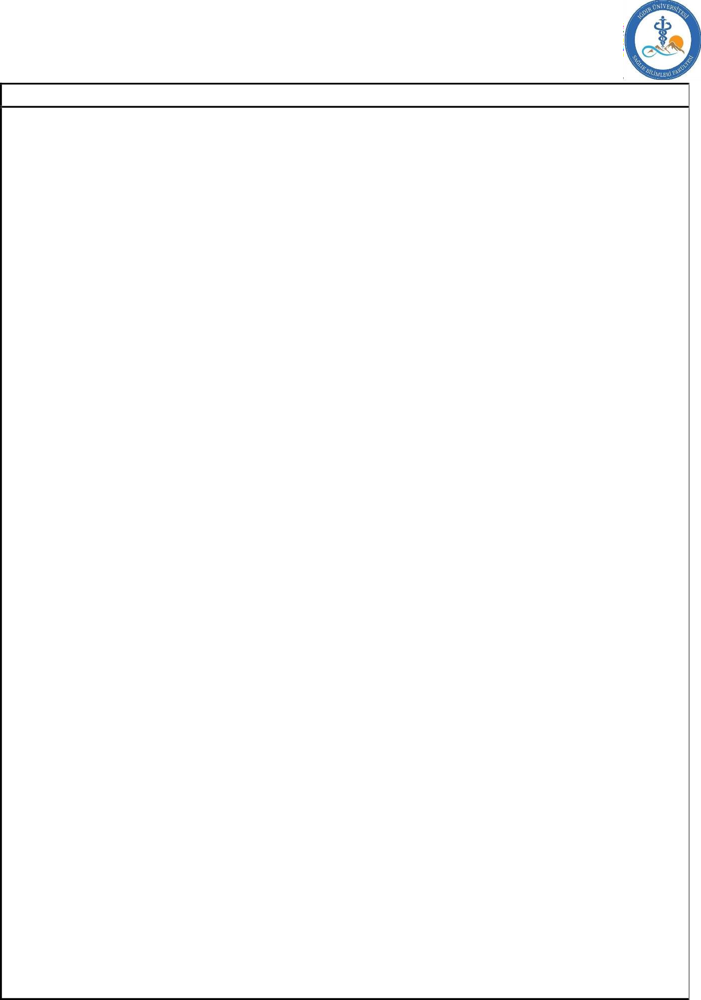 IĞDIR ÜNİVERSİTESİ
SAĞLIK BİLİMLERİ FAKÜLTESİ